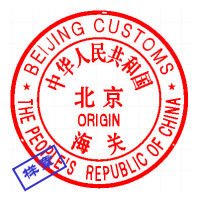 ★ BEIJING CUSTOMS ★
中华人民共和国
北京
ORIGIN
海关
THE PEOPLE'S REPUBLIC OF CHINA